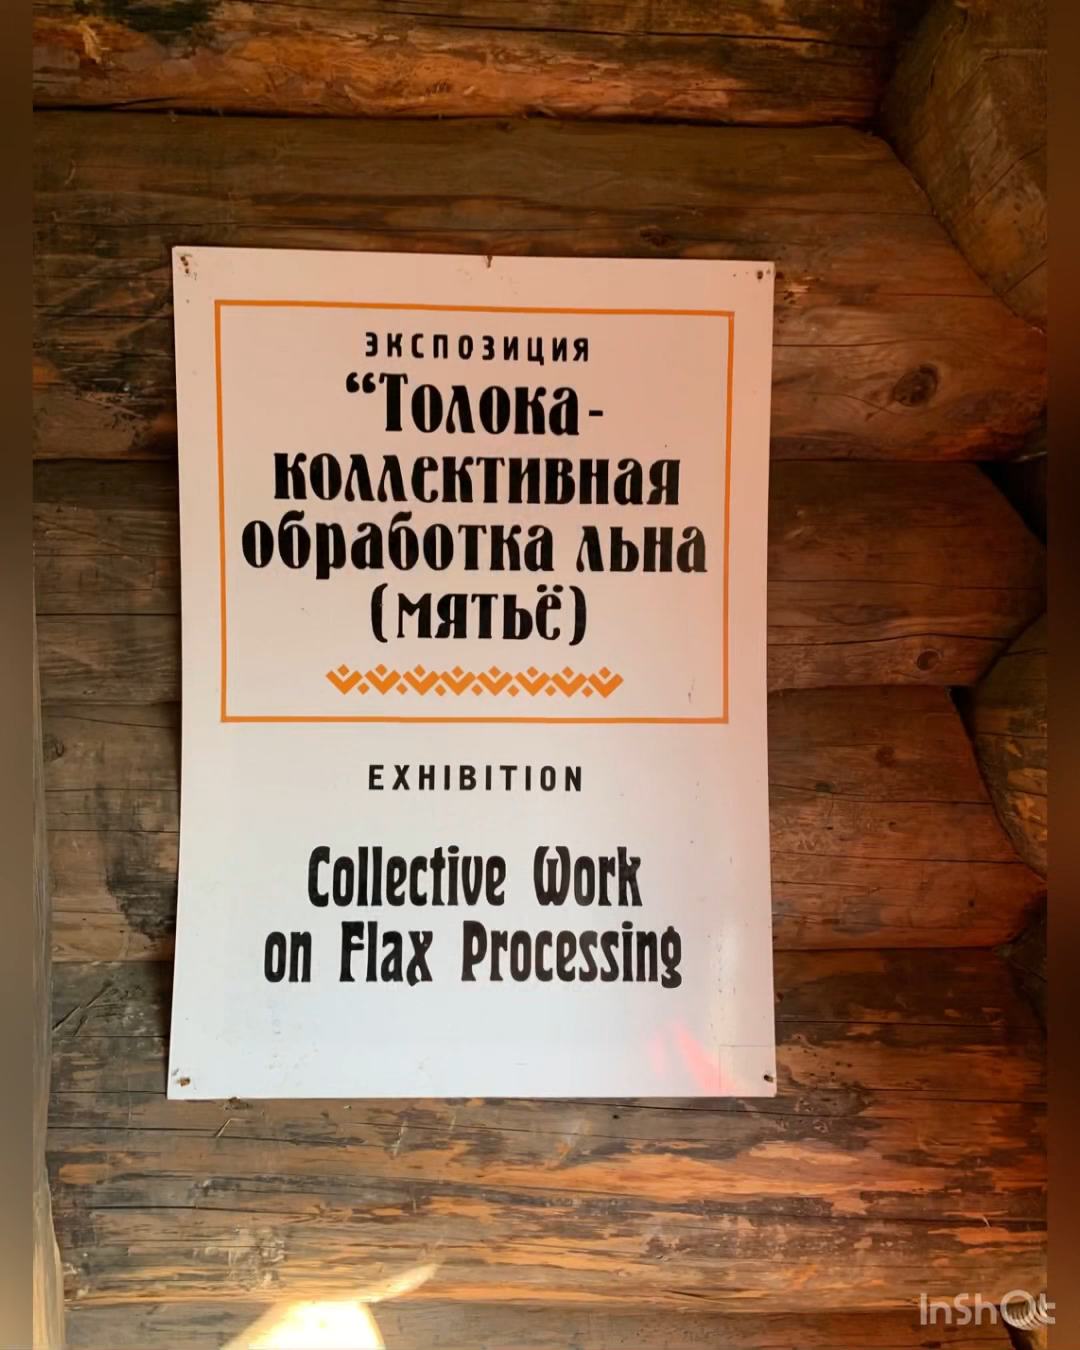 ЭКСПОЗИЦИЯ
“Толока-
коллективная
обработка льна
(мятьё)
EXHIBITION
Collective Work
on Flax Processing
InShOt